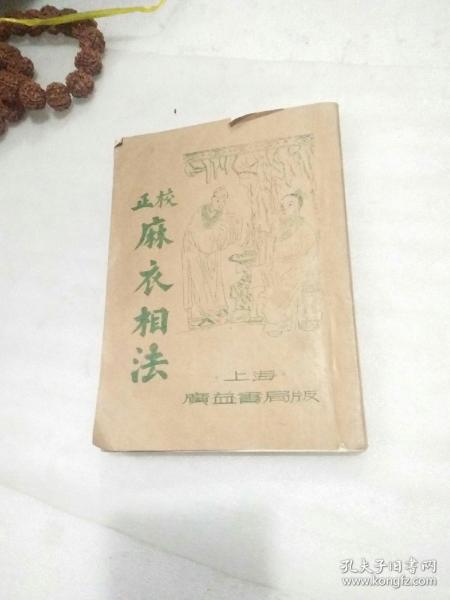 校正
麻衣相法
上海
廣益書局版
孔夫子旧书网
www.kongfz.com